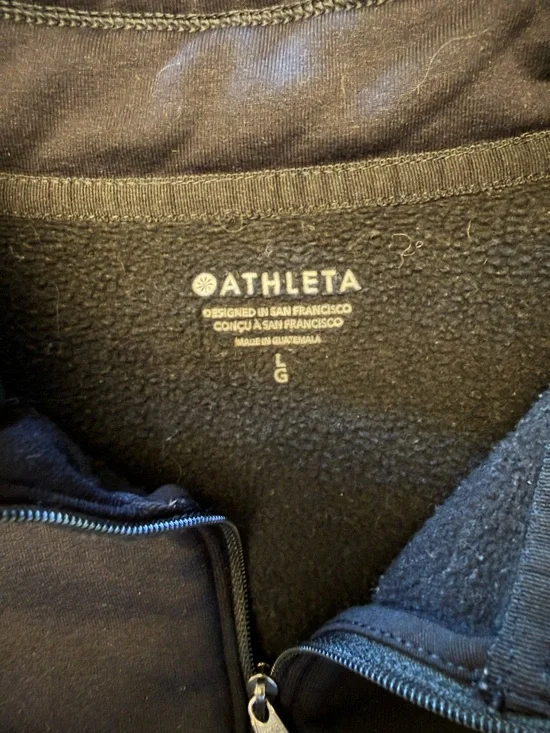 ATHLETA
DESIGNED IN SAN FRANCISCO
CONÇU À SAN FRANCISCO
MADE IN GUATEMALA
L
G